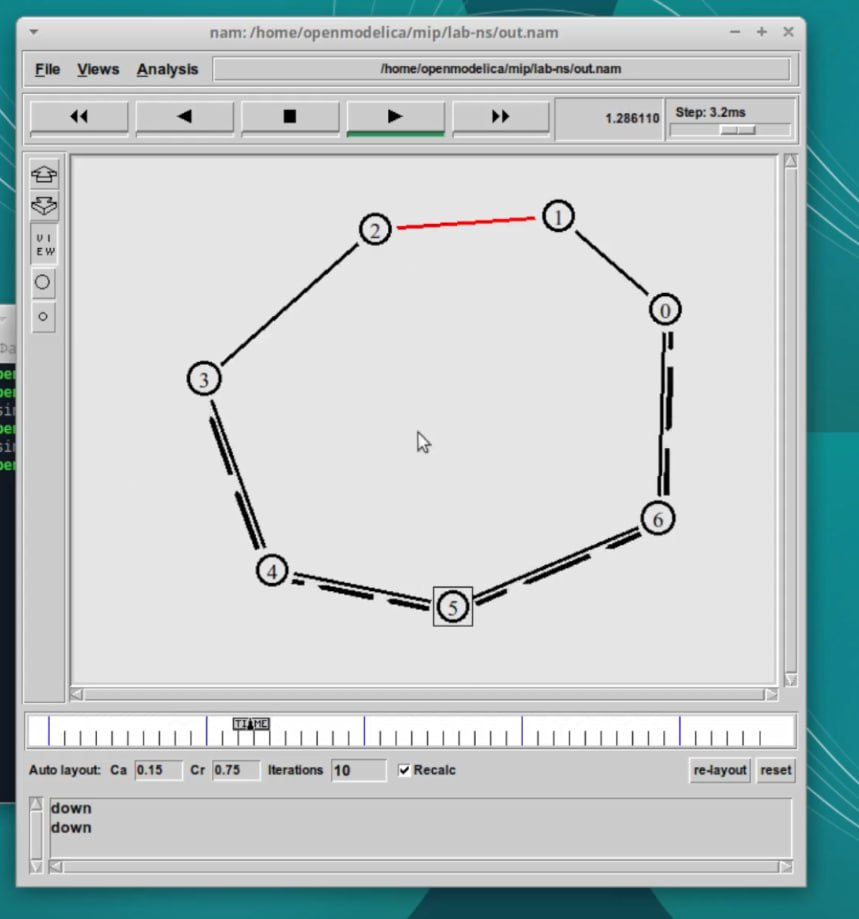 nam: /home/openmodelica/mip/lab-ns/out.nam
File Views Analysis /home/openmodelica/mip/lab-ns/out.nam
1.286110 Step: 3.2ms
VI
EW
1
2
0
3
6
4
5
TIME
Auto layout: Ca 0.15 Cr 0.75 Iterations 10 Recalc re-layout reset
down
down